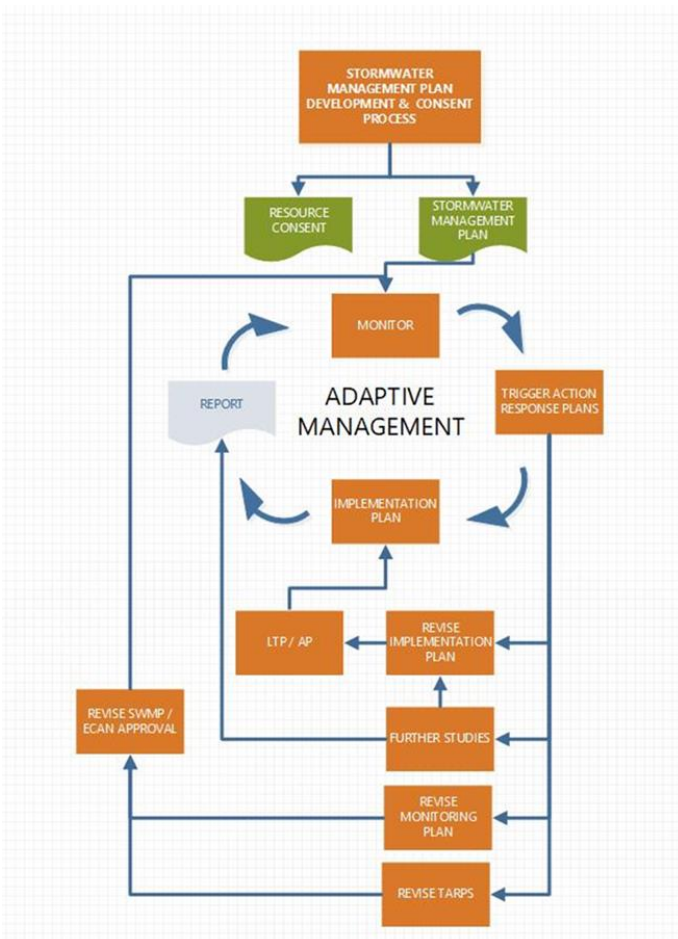 STORMWATER
MANAGEMENT PLAN
DEVELOPMENT & CONSENT
PROCESS
RESOURCE
CONSENT
STORMWATER
MANAGEMENT
PLAN
MONITOR
REPORT
ADAPTIVE
MANAGEMENT
TRIGGER ACTION
RESPONSE PLANS
IMPLEMENTATION
PLAN
LTP / AP
REVISE
IMPLEMENTATION
PLAN
REVISE SWMP /
ECAN APPROVAL
FURTHER STUDIES
REVISE
MONITORING
PLAN
REVISE TARPS